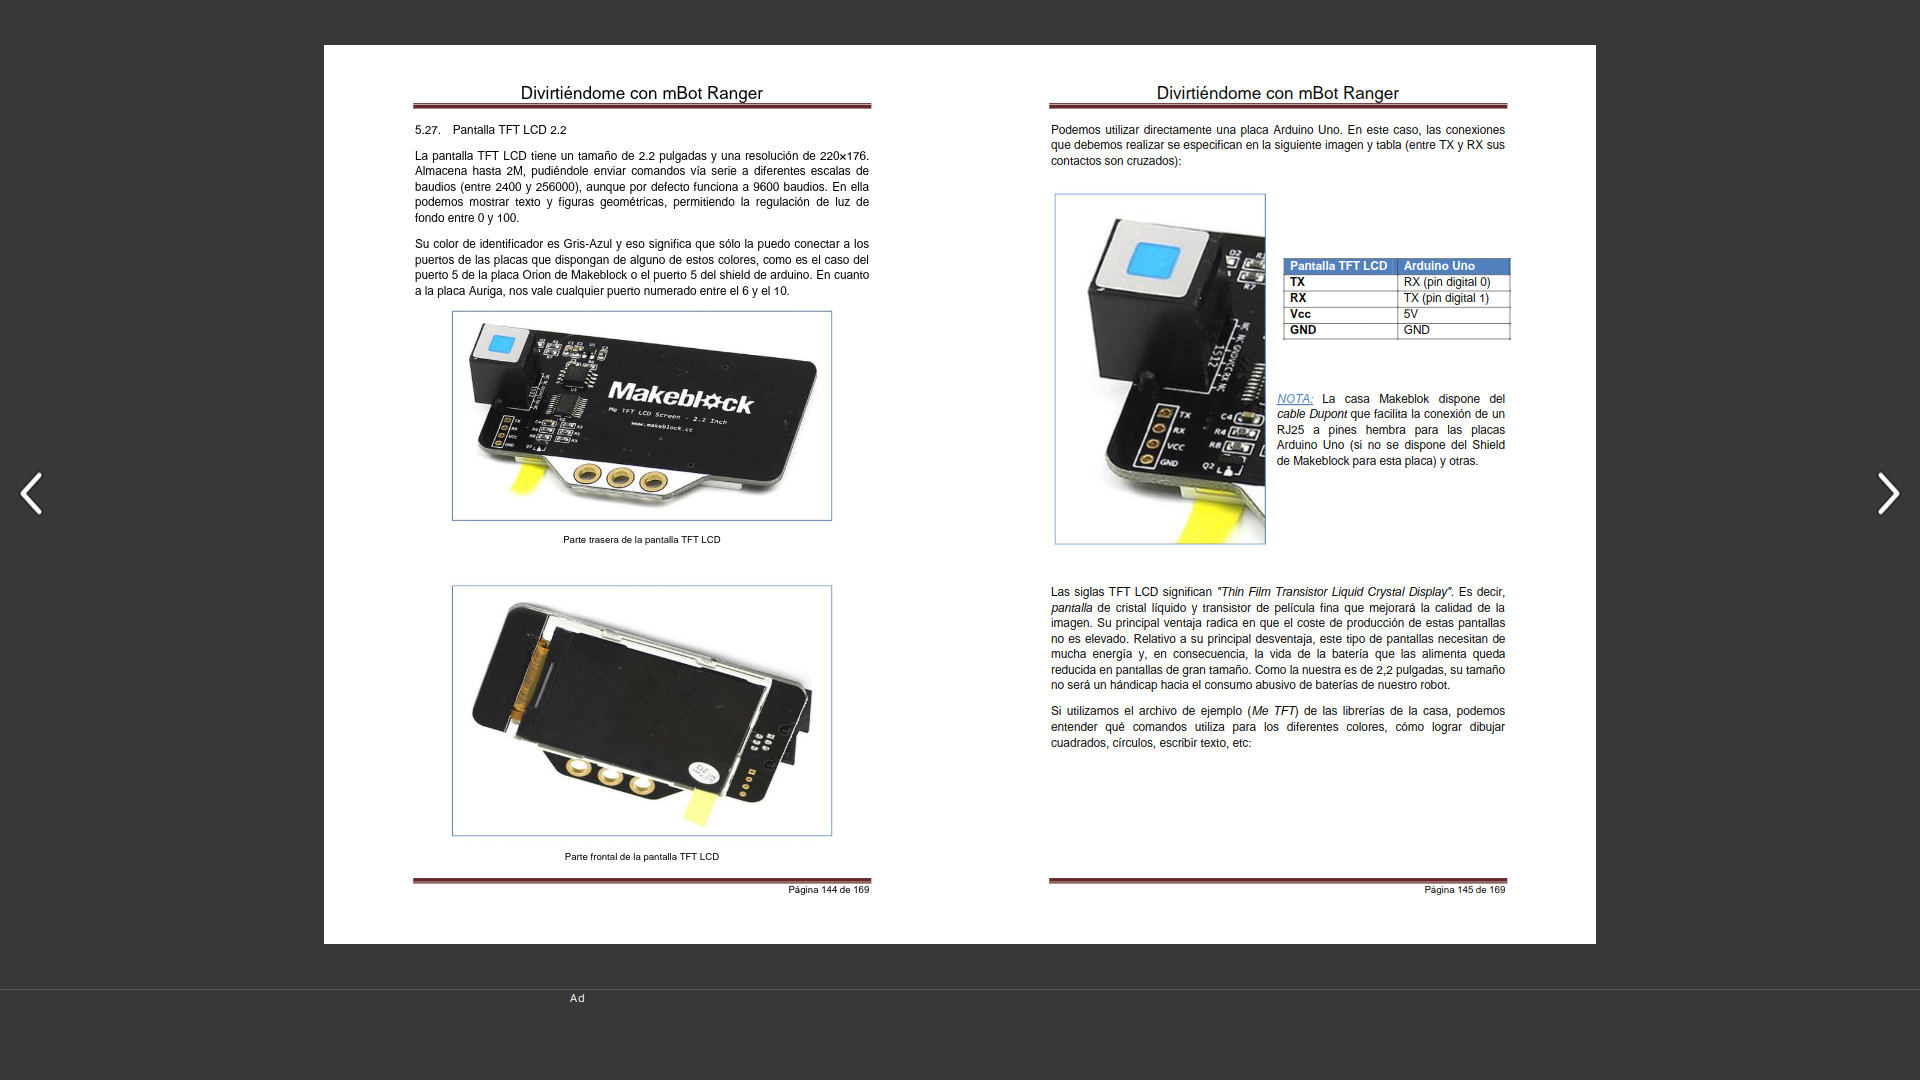 Divirtiéndome con mBot Ranger
5.27. Pantalla TFT LCD 2.2
La pantalla TFT LCD tiene un tamaño de 2.2 pulgadas y una resolución de 220×176.
Almacena hasta 2M, pudiéndole enviar comandos vía serie a diferentes escalas de
baudios (entre 2400 y 256000), aunque por defecto funciona a 9600 baudios. En ella
podemos mostrar texto y figuras geométricas, permitiendo la regulación de luz de
fondo entre 0 y 100.
Su color de identificador es Gris-Azul y eso significa que sólo la puedo conectar a los
puertos de las placas que dispongan de alguno de estos colores, como es el caso del
puerto 5 de la placa Orion de Makeblock o el puerto 5 del shield de arduino. En cuanto
a la placa Auriga, nos vale cualquier puerto numerado entre el 6 y el 10.
Makeblock
Me TFT LCD Screen - 2.2 Inch
www.makeblock.cc
TX
RX
VCC
GND
Parte trasera de la pantalla TFT LCD
Parte frontal de la pantalla TFT LCD
Página 144 de 169
Divirtiéndome con mBot Ranger
Podemos utilizar directamente una placa Arduino Uno. En este caso, las conexiones
que debemos realizar se especifican en la siguiente imagen y tabla (entre TX y RX sus
contactos son cruzados):
R7
TX
RX
VCC
GND
C4
R4
R8
Q2
Pantalla TFT LCD Arduino Uno
TX RX (pin digital 0)
RX TX (pin digital 1)
Vcc 5V
GND GND
NOTA: La casa Makeblok dispone del
cable Dupont que facilita la conexión de un
RJ25 a pines hembra para las placas
Arduino Uno (si no se dispone del Shield
de Makeblock para esta placa) y otras.
Las siglas TFT LCD significan "Thin Film Transistor Liquid Crystal Display". Es decir,
pantalla de cristal líquido y transistor de película fina que mejorará la calidad de la
imagen. Su principal ventaja radica en que el coste de producción de estas pantallas
no es elevado. Relativo a su principal desventaja, este tipo de pantallas necesitan de
mucha energía y, en consecuencia, la vida de la batería que las alimenta queda
reducida en pantallas de gran tamaño. Como la nuestra es de 2,2 pulgadas, su tamaño
no será un hándicap hacia el consumo abusivo de baterías de nuestro robot.
Si utilizamos el archivo de ejemplo (Me TFT) de las librerías de la casa, podemos
entender qué comandos utiliza para los diferentes colores, cómo lograr dibujar
cuadrados, círculos, escribir texto, etc:
Página 145 de 169
Ad